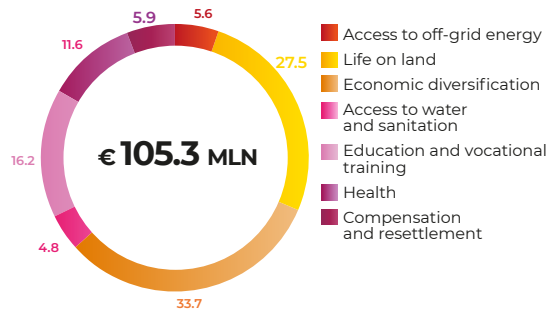 5.9
5.6
11.6
27.5
16.2
4.8
33.7
€ 105.3 MLN
Access to off-grid energy
Life on land
Economic diversification
Access to water
and sanitation
Education and vocational
training
Health
Compensation
and resettlement